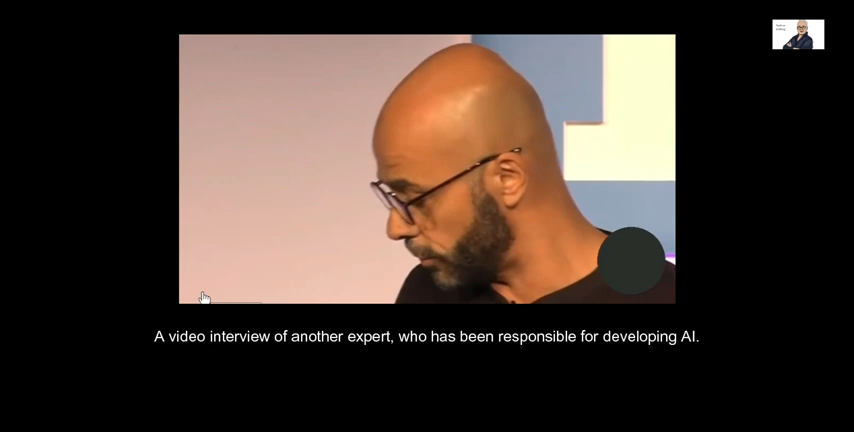 A video interview of another expert, who has been responsible for developing AI.